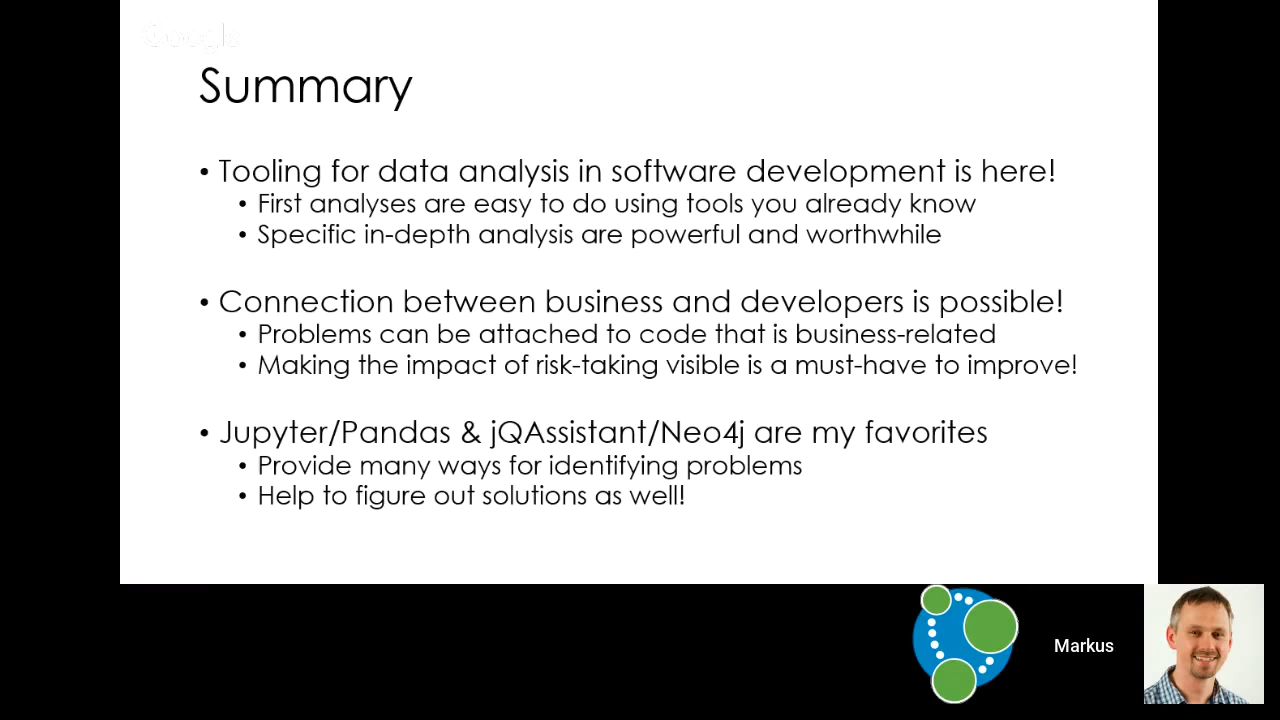 Summary
• Tooling for data analysis in software development is here!
• First analyses are easy to do using tools you already know
• Specific in-depth analysis are powerful and worthwhile
• Connection between business and developers is possible!
• Problems can be attached to code that is business-related
• Making the impact of risk-taking visible is a must-have to improve!
• Jupyter/Pandas & jQAssistant/Neo4j are my favorites
• Provide many ways for identifying problems
• Help to figure out solutions as well!
Markus